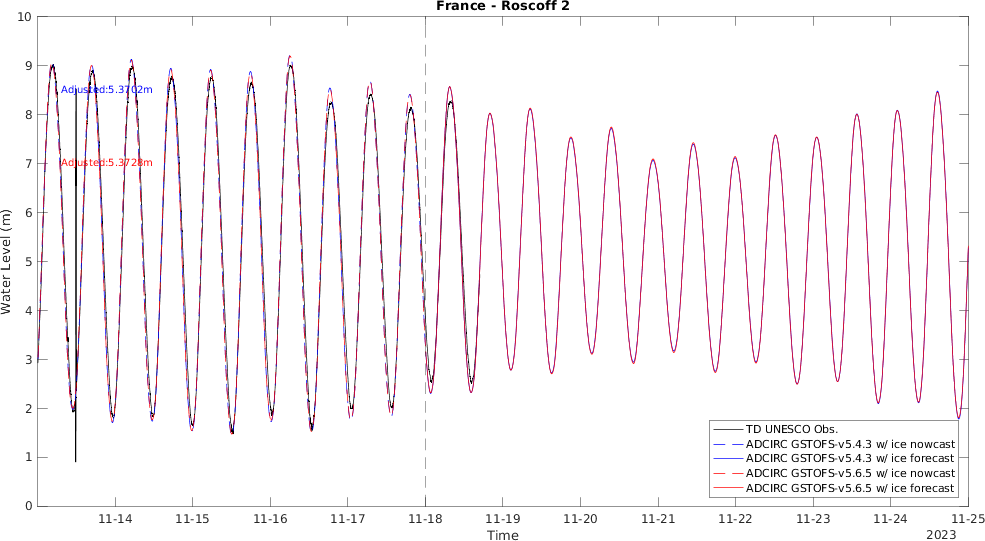 France - Roscoff 2
Water Level (m)
10
9
8
7
6
5
4
3
2
1
0
Adjusted:5.3702m
Adjusted:5.3728m
TD UNESCO Obs.
ADCIRC GSTOFS-v5.4.3 w/ ice nowcast
ADCIRC GSTOFS-v5.4.3 w/ ice forecast
ADCIRC GSTOFS-v5.6.5 w/ ice nowcast
ADCIRC GSTOFS-v5.6.5 w/ ice forecast
11-14 11-15 11-16 11-17 11-18 11-19 11-20 11-21 11-22 11-23 11-24 11-25
Time
2023